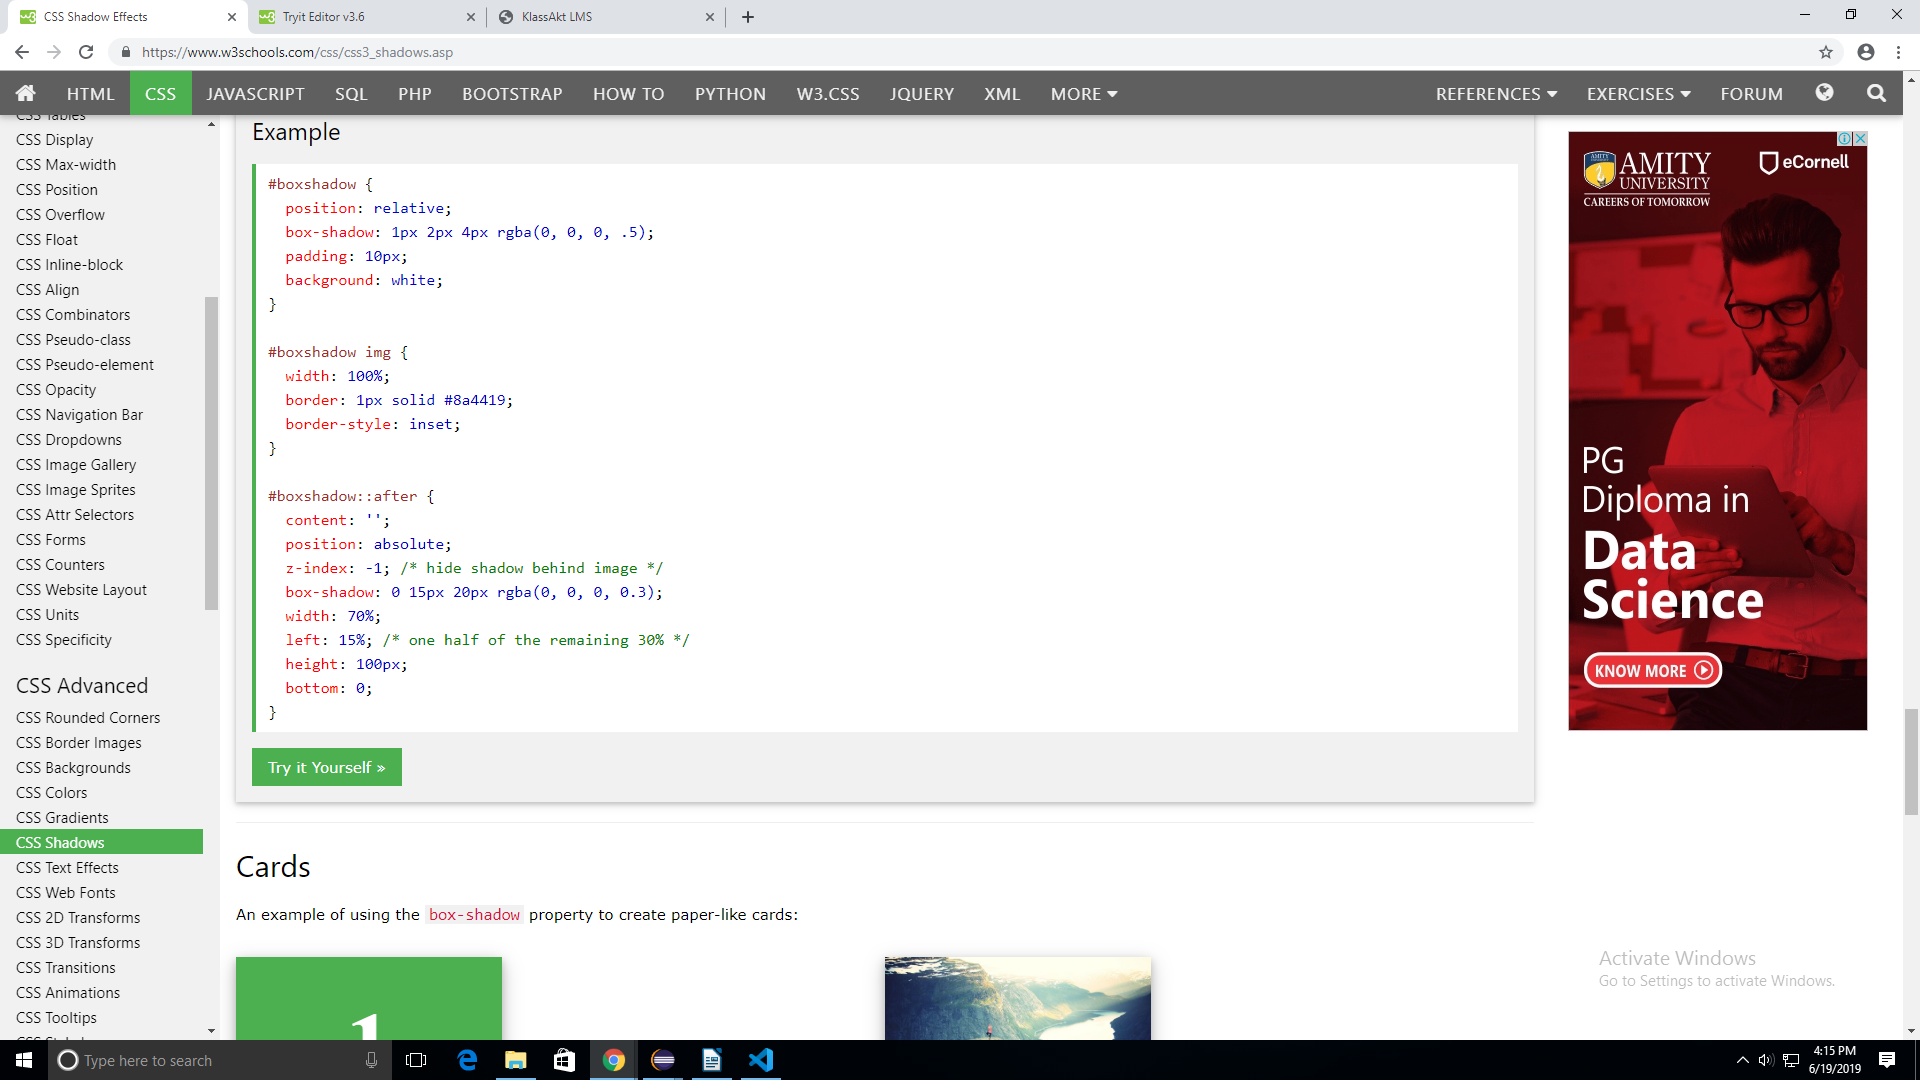 CSS Shadow Effects
Tryit Editor v3.6
KlassAkt LMS
https://www.w3schools.com/css/css3_shadows.asp
HTML
CSS
JAVASCRIPT
SQL
PHP
BOOTSTRAP
HOW TO
PYTHON
W3.CSS
JQUERY
XML
MORE
REFERENCES
EXERCISES
FORUM
CSS Tables
CSS Display
CSS Max-width
CSS Position
CSS Overflow
CSS Float
CSS Inline-block
CSS Align
CSS Combinators
CSS Pseudo-class
CSS Pseudo-element
CSS Opacity
CSS Navigation Bar
CSS Dropdowns
CSS Image Gallery
CSS Image Sprites
CSS Attr Selectors
CSS Forms
CSS Counters
CSS Website Layout
CSS Units
CSS Specificity
CSS Advanced
CSS Rounded Corners
CSS Border Images
CSS Backgrounds
CSS Colors
CSS Gradients
CSS Shadows
CSS Text Effects
CSS Web Fonts
CSS 2D Transforms
CSS 3D Transforms
CSS Transitions
CSS Animations
CSS Tooltips
Example
#boxshadow {
position: relative;
box-shadow: 1px 2px 4px rgba(0, 0, 0, .5);
padding: 10px;
background: white;
}
#boxshadow img {
width: 100%;
border: 1px solid #8a4419;
border-style: inset;
}
#boxshadow::after {
content: '';
position: absolute;
z-index: -1; /* hide shadow behind image */
box-shadow: 0 15px 20px rgba(0, 0, 0, 0.3);
width: 70%;
left: 15%; /* one half of the remaining 30% */
height: 100px;
bottom: 0;
}
Try it Yourself »
Cards
An example of using the box-shadow property to create paper-like cards:
1
AMITY
AMITY
UNIVERSITY
CAREERS OF TOMORROW
eCornell
PG
Diploma in
Data
Science
KNOW MORE
Activate Windows
Go to Settings to activate Windows.
Type here to search
4:15 PM
6/19/2019